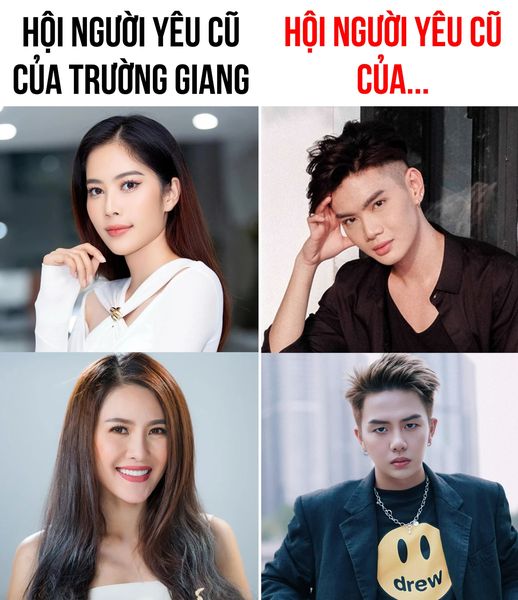 HỘI NGƯỜI YÊU CŨ
CỦA TRƯỜNG GIANG
HỘI NGƯỜI YÊU CŨ
CỦA...
drew